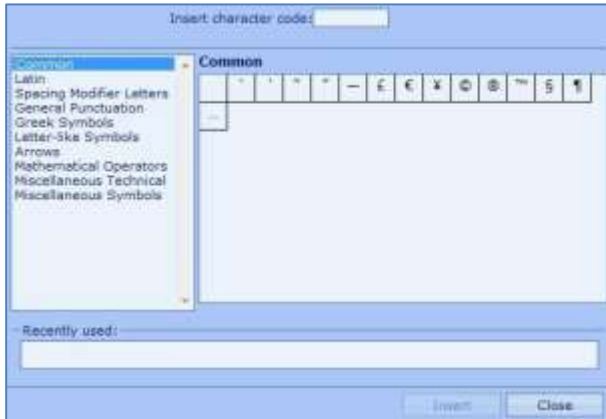 Insert character code:
Common
Common
Latin
Spacing Modifier Letters
General Punctuation
Greek Symbols
Letter-like Symbols
Arrows
Mathematical Operators
Miscellaneous Technical
Miscellaneous Symbols
‘ ’ “ ” — £ € ¥ © ® ™ § ¶
…
Recently used:
Insert Close